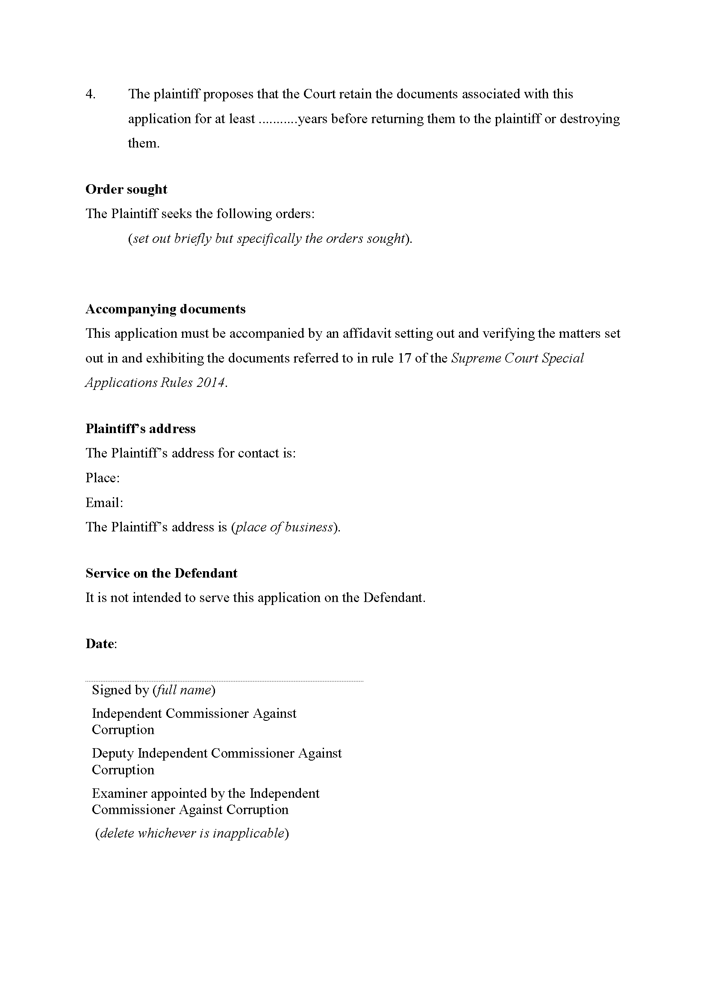 4. The plaintiff proposes that the Court retain the documents associated with this
application for at least ...........years before returning them to the plaintiff or destroying
them.
Order sought
The Plaintiff seeks the following orders:
(set out briefly but specifically the orders sought).
Accompanying documents
This application must be accompanied by an affidavit setting out and verifying the matters set
out in and exhibiting the documents referred to in rule 17 of the Supreme Court Special
Applications Rules 2014.
Plaintiff’s address
The Plaintiff’s address for contact is:
Place:
Email:
The Plaintiff’s address is (place of business).
Service on the Defendant
It is not intended to serve this application on the Defendant.
Date:
Signed by (full name)
Independent Commissioner Against
Corruption
Deputy Independent Commissioner Against
Corruption
Examiner appointed by the Independent
Commissioner Against Corruption
(delete whichever is inapplicable)